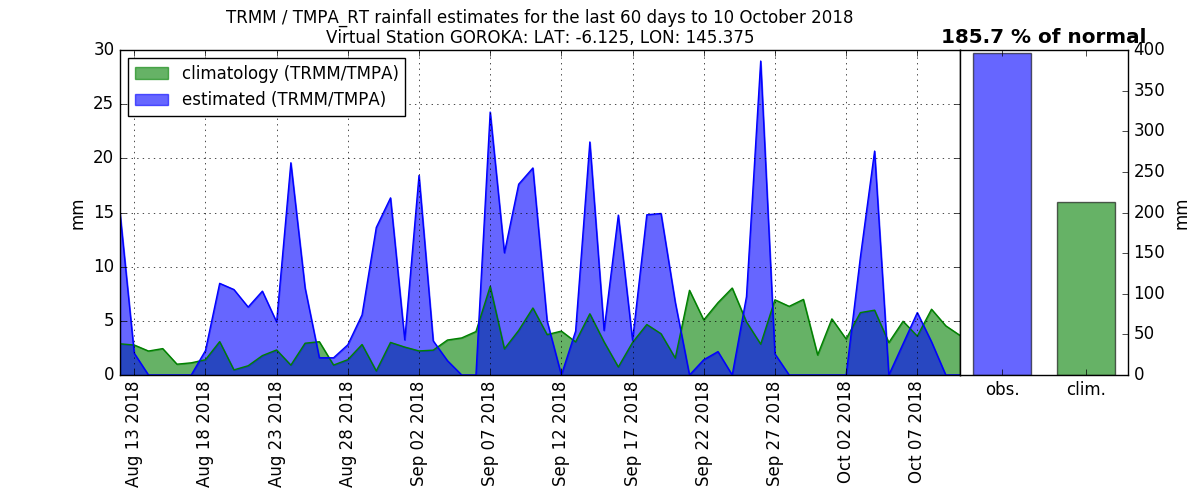 TRMM / TMPA_RT rainfall estimates for the last 60 days to 10 October 2018
Virtual Station GOROKA: LAT: -6.125, LON: 145.375
185.7 % of normal
climatology (TRMM/TMPA)
estimated (TRMM/TMPA)
30
25
20
15
10
5
0
mm
400
350
300
250
200
150
100
50
0
mm
Aug 13 2018
Aug 18 2018
Aug 23 2018
Aug 28 2018
Sep 02 2018
Sep 07 2018
Sep 12 2018
Sep 17 2018
Sep 22 2018
Sep 27 2018
Oct 02 2018
Oct 07 2018
obs.
clim.